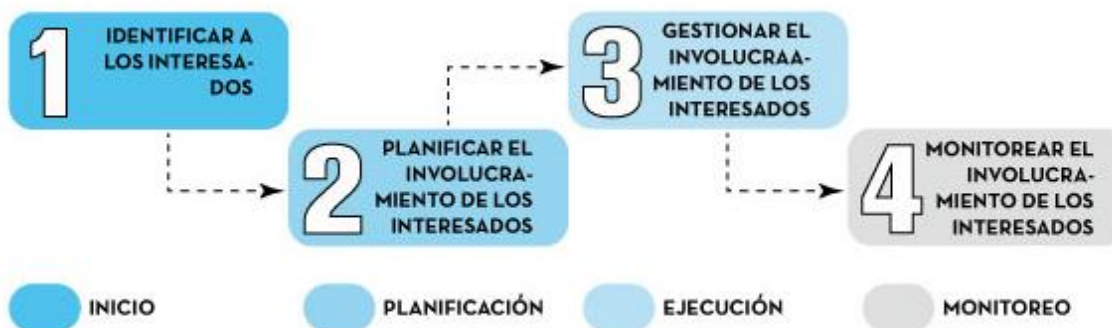 1
IDENTIFICAR A
LOS INTERESA-
DOS
2
PLANIFICAR EL
INVOLUCRA-
MIENTO DE LOS
INTERESADOS
3
GESTIONAR EL
INVOLUCRAA-
MIENTO DE LOS
INTERESADOS
4
MONITOREAR EL
INVOLUCRA-
MIENTO DE LOS
INTERESADOS
INICIO
PLANIFICACIÓN
EJECUCIÓN
MONITOREO